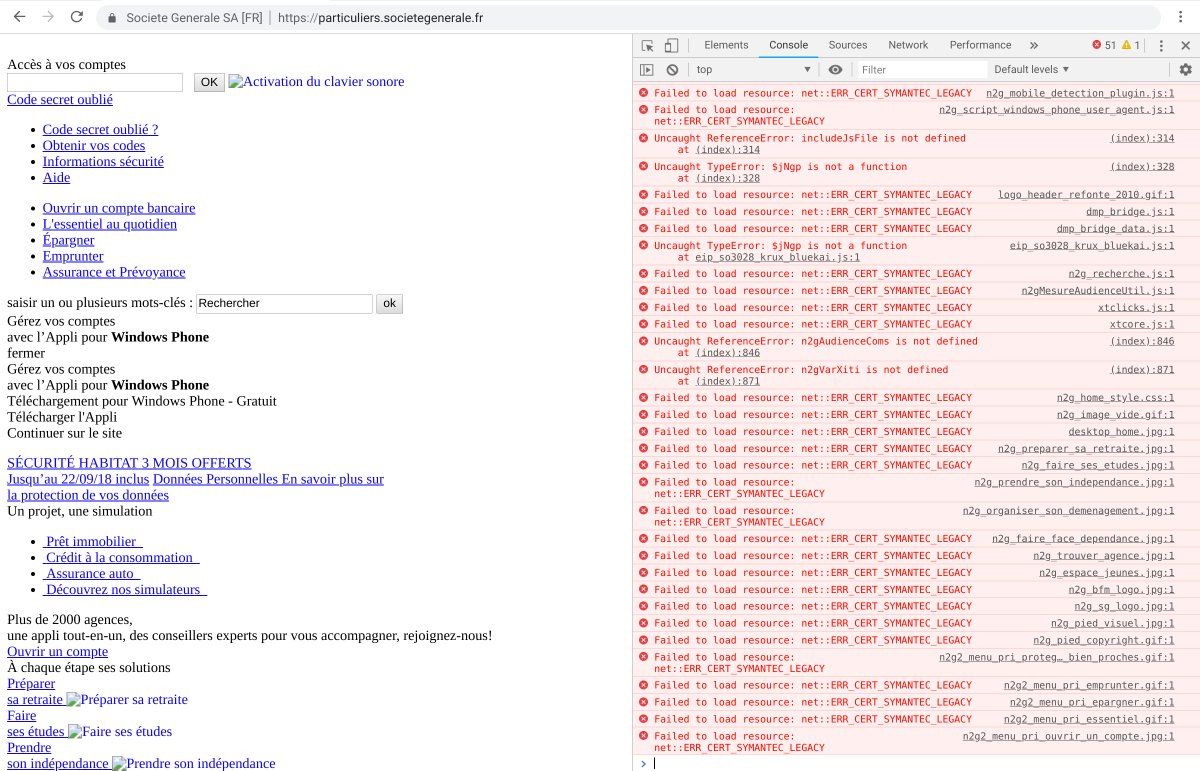 Societe Generale SA [FR] | https://particuliers.societegenerale.fr
Accès à vos comptes
OK Activation du clavier sonore
Code secret oublié
Code secret oublié ?
Obtenir vos codes
Informations sécurité
Aide
Ouvrir un compte bancaire
L'essentiel au quotidien
Épargner
Emprunter
Assurance et Prévoyance
saisir un ou plusieurs mots-clés : Rechercher ok
Gérez vos comptes
avec l’Appli pour Windows Phone
fermer
Gérez vos comptes
avec l’Appli pour Windows Phone
Téléchargement pour Windows Phone - Gratuit
Télécharger l'Appli
Continuer sur le site
SÉCURITÉ HABITAT 3 MOIS OFFERTS
Jusqu’au 22/09/18 inclus Données Personnelles En savoir plus sur
la protection de vos données
Un projet, une simulation
Prêt immobilier
Crédit à la consommation
Assurance auto
Découvrez nos simulateurs
Plus de 2000 agences,
une appli tout-en-un, des conseillers experts pour vous accompagner, rejoignez-nous!
Ouvrir un compte
À chaque étape ses solutions
Préparer
sa retraite Préparer sa retraite
Faire
ses études Faire ses études
Prendre
son indépendance Prendre son indépendance
Elements Console Sources Network Performance » 51 1
top Filter Default levels
Failed to load resource: net::ERR_CERT_SYMANTEC_LEGACY n2g_mobile_detection_plugin.js:1
Failed to load resource: n2g_script_windows_phone_user_agent.js:1
net::ERR_CERT_SYMANTEC_LEGACY
Uncaught ReferenceError: includeJsFile is not defined (index):314
at (index):314
Uncaught TypeError: $jNgp is not a function (index):328
at (index):328
Failed to load resource: net::ERR_CERT_SYMANTEC_LEGACY logo_header_refonte_2010.gif:1
Failed to load resource: net::ERR_CERT_SYMANTEC_LEGACY dmp_bridge.js:1
Failed to load resource: net::ERR_CERT_SYMANTEC_LEGACY dmp_bridge_data.js:1
Uncaught TypeError: $jNgp is not a function eip_so3028_krux_bluekai.js:1
at eip_so3028_krux_bluekai.js:1
Failed to load resource: net::ERR_CERT_SYMANTEC_LEGACY n2g_recherche.js:1
Failed to load resource: net::ERR_CERT_SYMANTEC_LEGACY n2gMesureAudienceUtil.js:1
Failed to load resource: net::ERR_CERT_SYMANTEC_LEGACY xtclicks.js:1
Failed to load resource: net::ERR_CERT_SYMANTEC_LEGACY xtcore.js:1
Uncaught ReferenceError: n2gAudienceComs is not defined (index):846
at (index):846
Uncaught ReferenceError: n2gVarXiti is not defined (index):871
at (index):871
Failed to load resource: net::ERR_CERT_SYMANTEC_LEGACY n2g_home_style.css:1
Failed to load resource: net::ERR_CERT_SYMANTEC_LEGACY n2g_image_vide.gif:1
Failed to load resource: net::ERR_CERT_SYMANTEC_LEGACY desktop_home.jpg:1
Failed to load resource: net::ERR_CERT_SYMANTEC_LEGACY n2g_preparer_sa_retraite.jpg:1
Failed to load resource: net::ERR_CERT_SYMANTEC_LEGACY n2g_faire_ses_etudes.jpg:1
Failed to load resource: n2g_prendre_son_independance.jpg:1
net::ERR_CERT_SYMANTEC_LEGACY
Failed to load resource: n2g_organiser_son_demenagement.jpg:1
net::ERR_CERT_SYMANTEC_LEGACY
Failed to load resource: net::ERR_CERT_SYMANTEC_LEGACY n2g_faire_face_dependance.jpg:1
Failed to load resource: net::ERR_CERT_SYMANTEC_LEGACY n2g_trouver_agence.jpg:1
Failed to load resource: net::ERR_CERT_SYMANTEC_LEGACY n2g_espace_jeunes.jpg:1
Failed to load resource: net::ERR_CERT_SYMANTEC_LEGACY n2g_bfm_logo.jpg:1
Failed to load resource: net::ERR_CERT_SYMANTEC_LEGACY n2g_sg_logo.jpg:1
Failed to load resource: net::ERR_CERT_SYMANTEC_LEGACY n2g_pied_visuel.jpg:1
Failed to load resource: net::ERR_CERT_SYMANTEC_LEGACY n2g_pied_copyright.gif:1
Failed to load resource: n2g2_menu_pri_proteg…_bien_proches.gif:1
net::ERR_CERT_SYMANTEC_LEGACY
Failed to load resource: net::ERR_CERT_SYMANTEC_LEGACY n2g2_menu_pri_emprunter.gif:1
Failed to load resource: net::ERR_CERT_SYMANTEC_LEGACY n2g2_menu_pri_epargner.gif:1
Failed to load resource: net::ERR_CERT_SYMANTEC_LEGACY n2g2_menu_pri_essentiel.gif:1
Failed to load resource: n2g2_menu_pri_ouvrir_un_compte.jpg:1
net::ERR_CERT_SYMANTEC_LEGACY